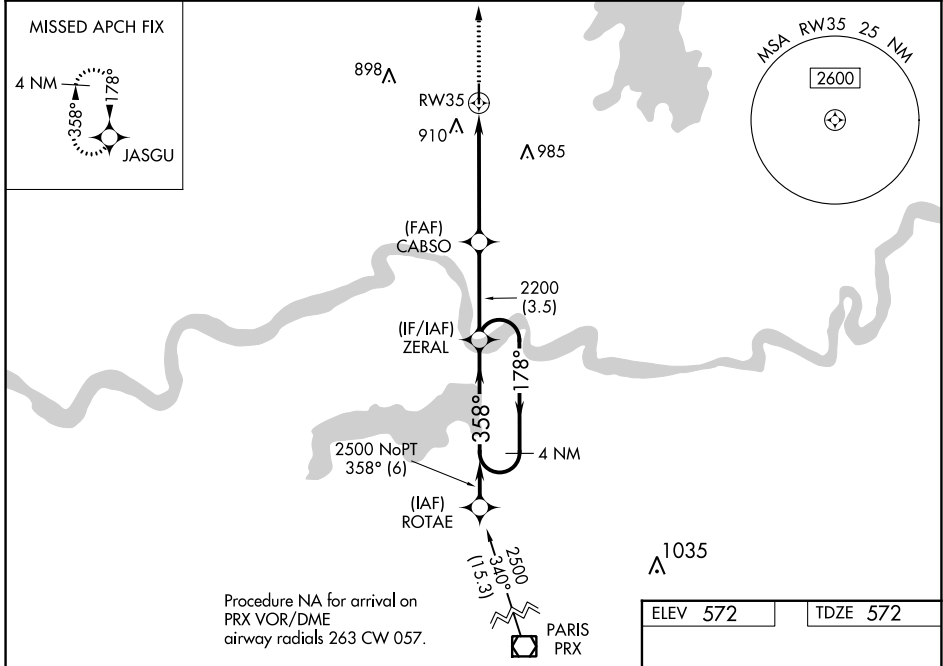 MISSED APCH FIX
4 NM
358°
178°
JASGU
898
RW35
910
985
MSA RW35 25 NM
2600
(FAF)
CABSO
2200
(3.5)
(IF/IAF)
ZERAL
358°
178°
4 NM
2500 NoPT
358° (6)
(IAF)
ROTAE
2500
340°
(15.3)
1035
Procedure NA for arrival on
PRX VOR/DME
airway radials 263 CW 057.
PARIS
PRX
ELEV 572
TDZE 572